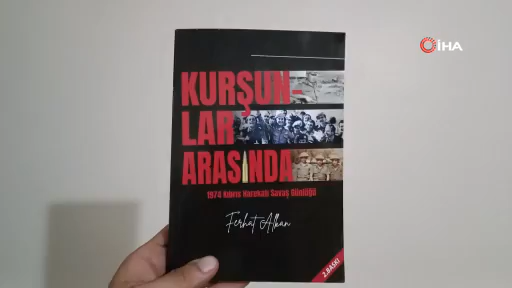 İHA
KURŞUN-
LAR
ARASINDA
1974 Kıbrıs Harekatı Savaş Günlüğü
Ferhat Alkan
2.BASKI